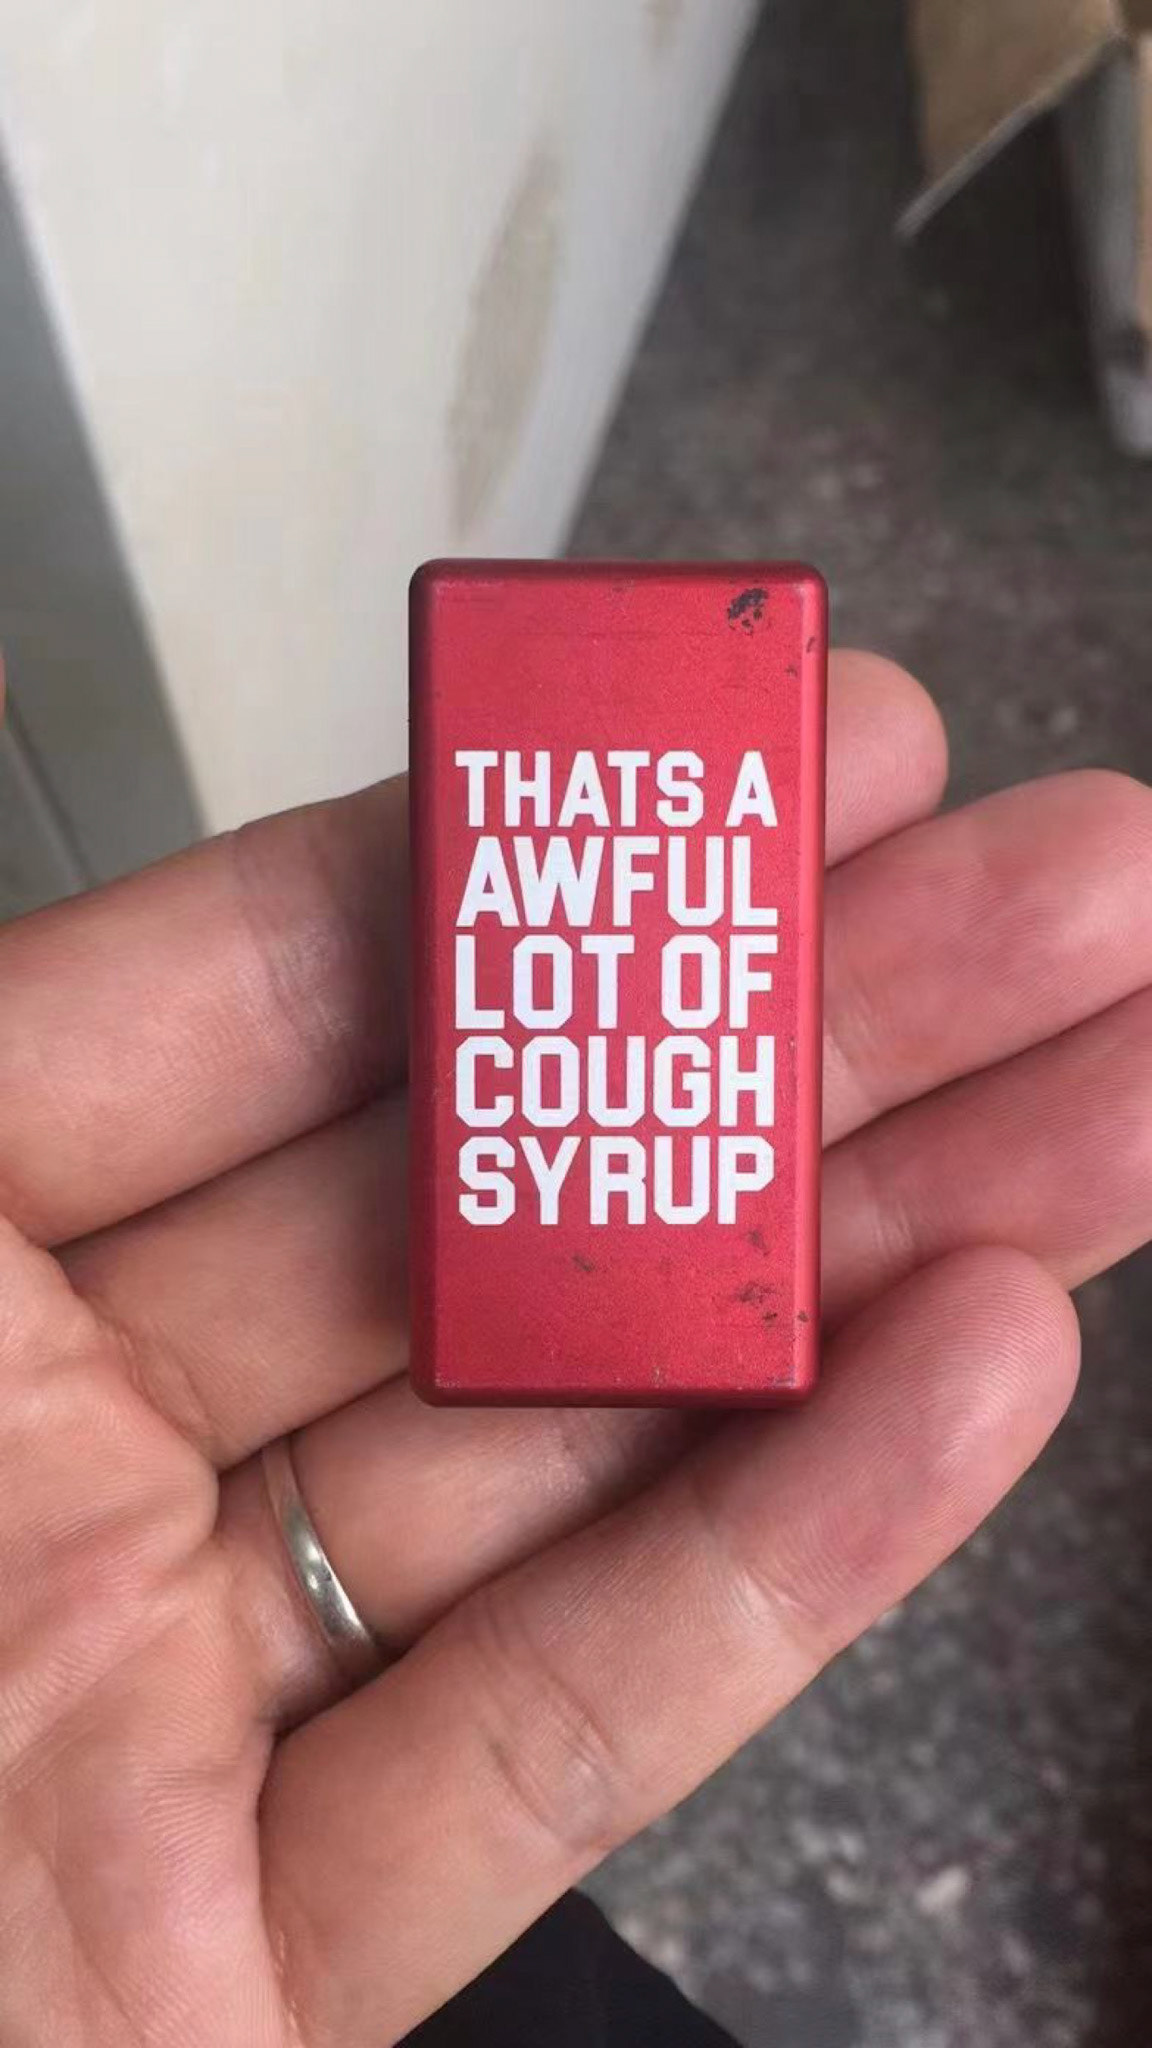 THATS A
AWFUL
LOT OF
COUGH
SYRUP